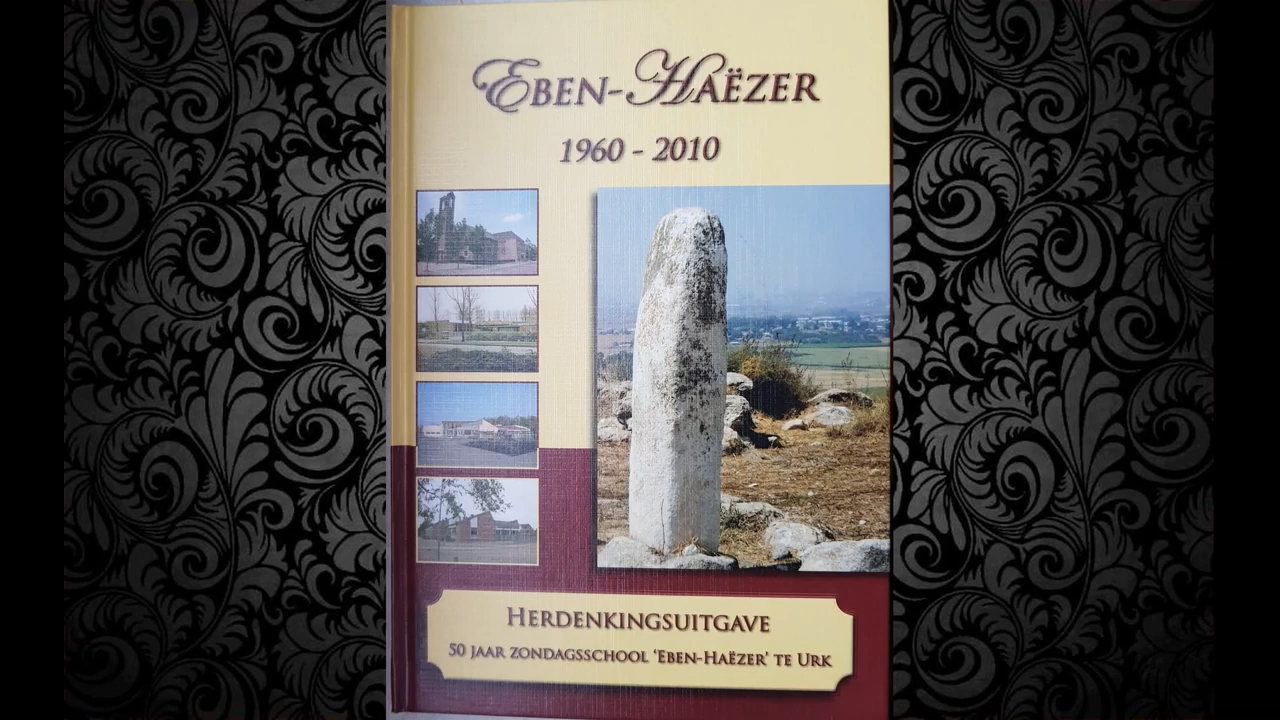 EBEN-HAËZER
1960 - 2010
HERDENKINGSUITGAVE
50 JAAR ZONDAGSSCHOOL ‘EBEN-HAËZER’ TE URK